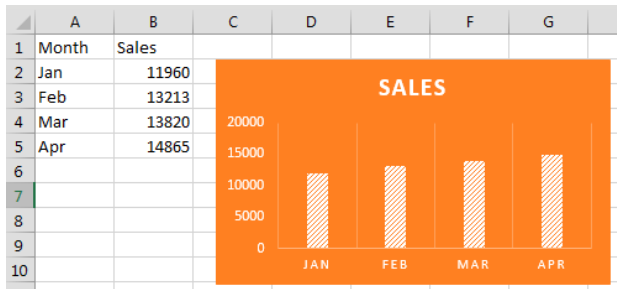 A B C D E F G
1 Month Sales
2 Jan 11960
3 Feb 13213
4 Mar 13820
5 Apr 14865
6
7
8
9
10
SALES
20000
15000
10000
5000
0
JAN FEB MAR APR